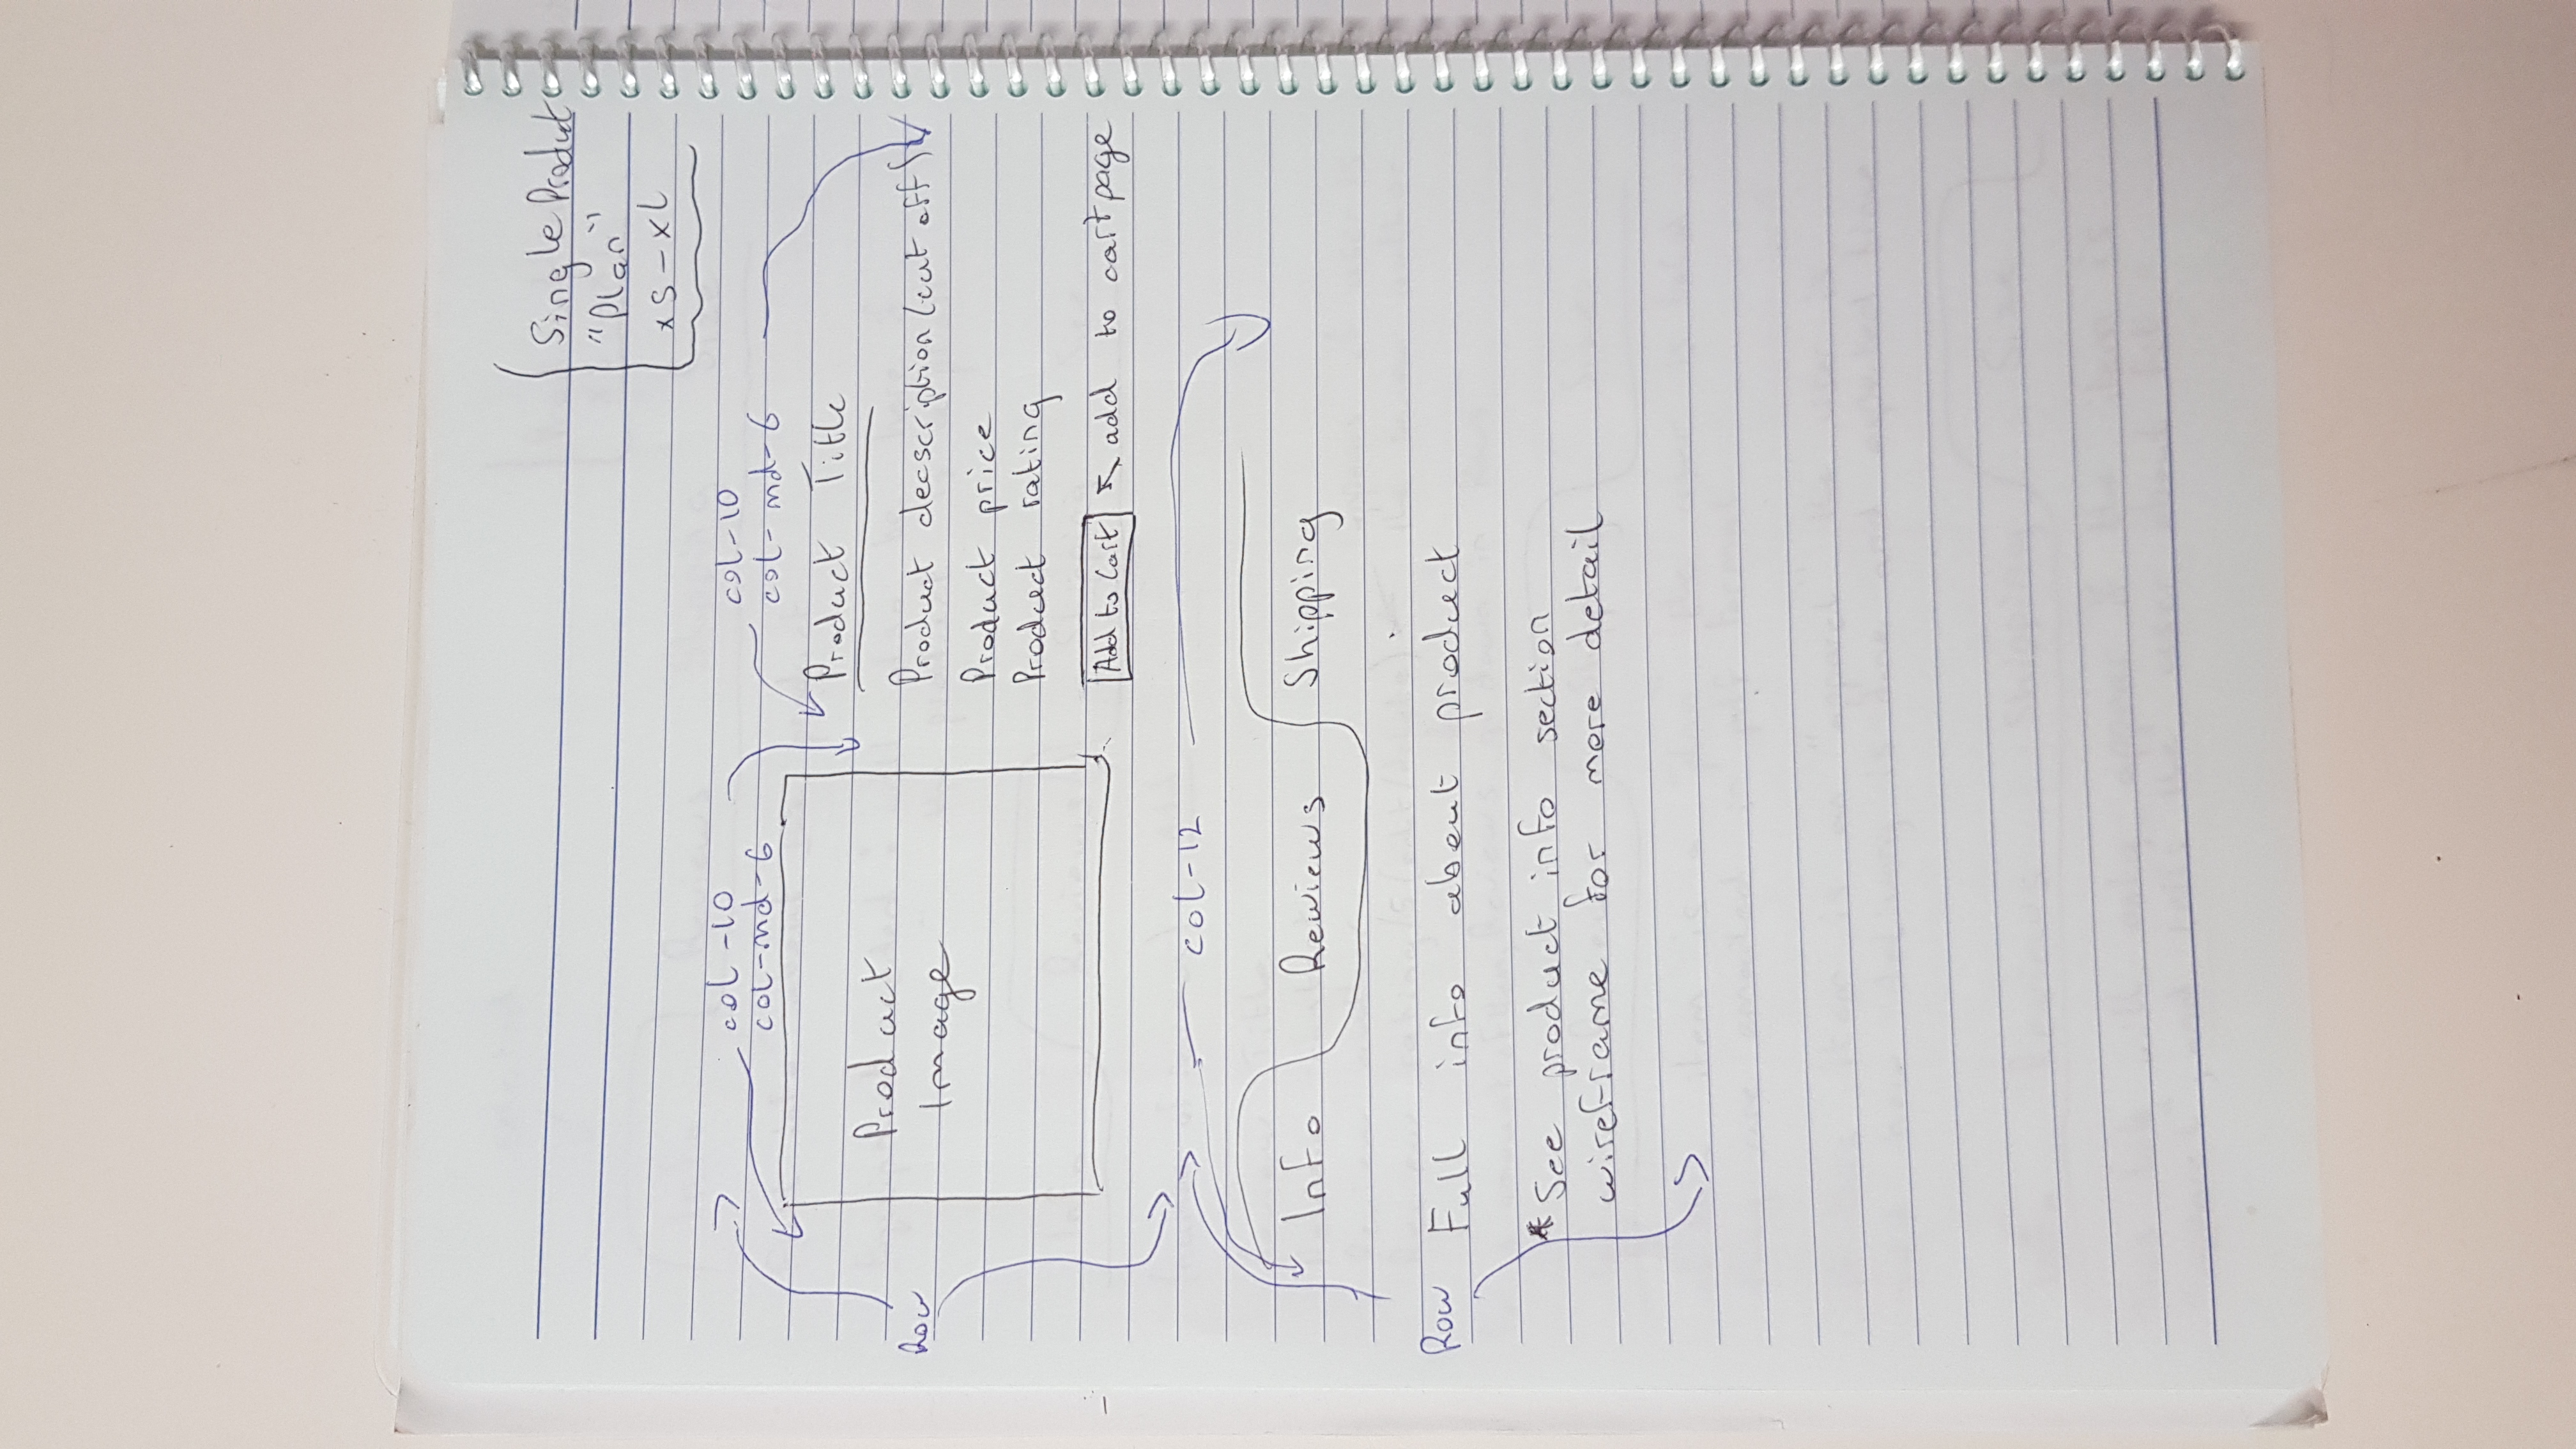 Single Product
"Plan"
xs-xl
col-10
col-md-6
col-10
col-md-6
Row
Product
Image
Product Title
Product decscription (cut off)
Product price
Product rating
Add to Cart
add to cart page
col-12
Info
Reviews
Shipping
Row
Full info about product
*See product info section
wireframe for more detail